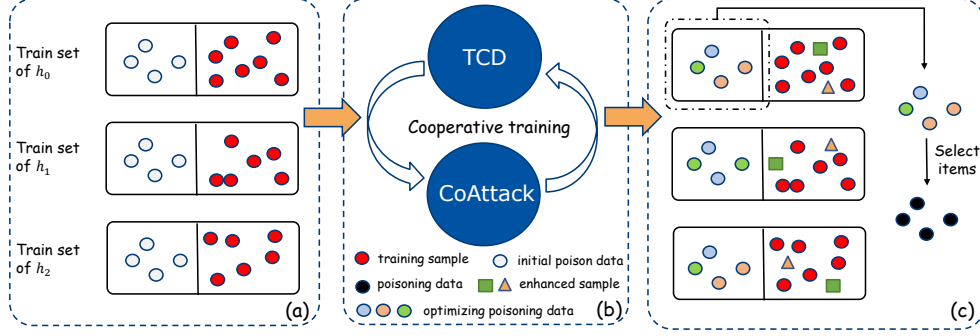 Train set
of h₀
Train set
of h₁
Train set
of h₂
(a)
TCD
Cooperative training
CoAttack
training sample
initial poison data
poisoning data
enhanced sample
optimizing poisoning data
(b)
Select
items
(c)